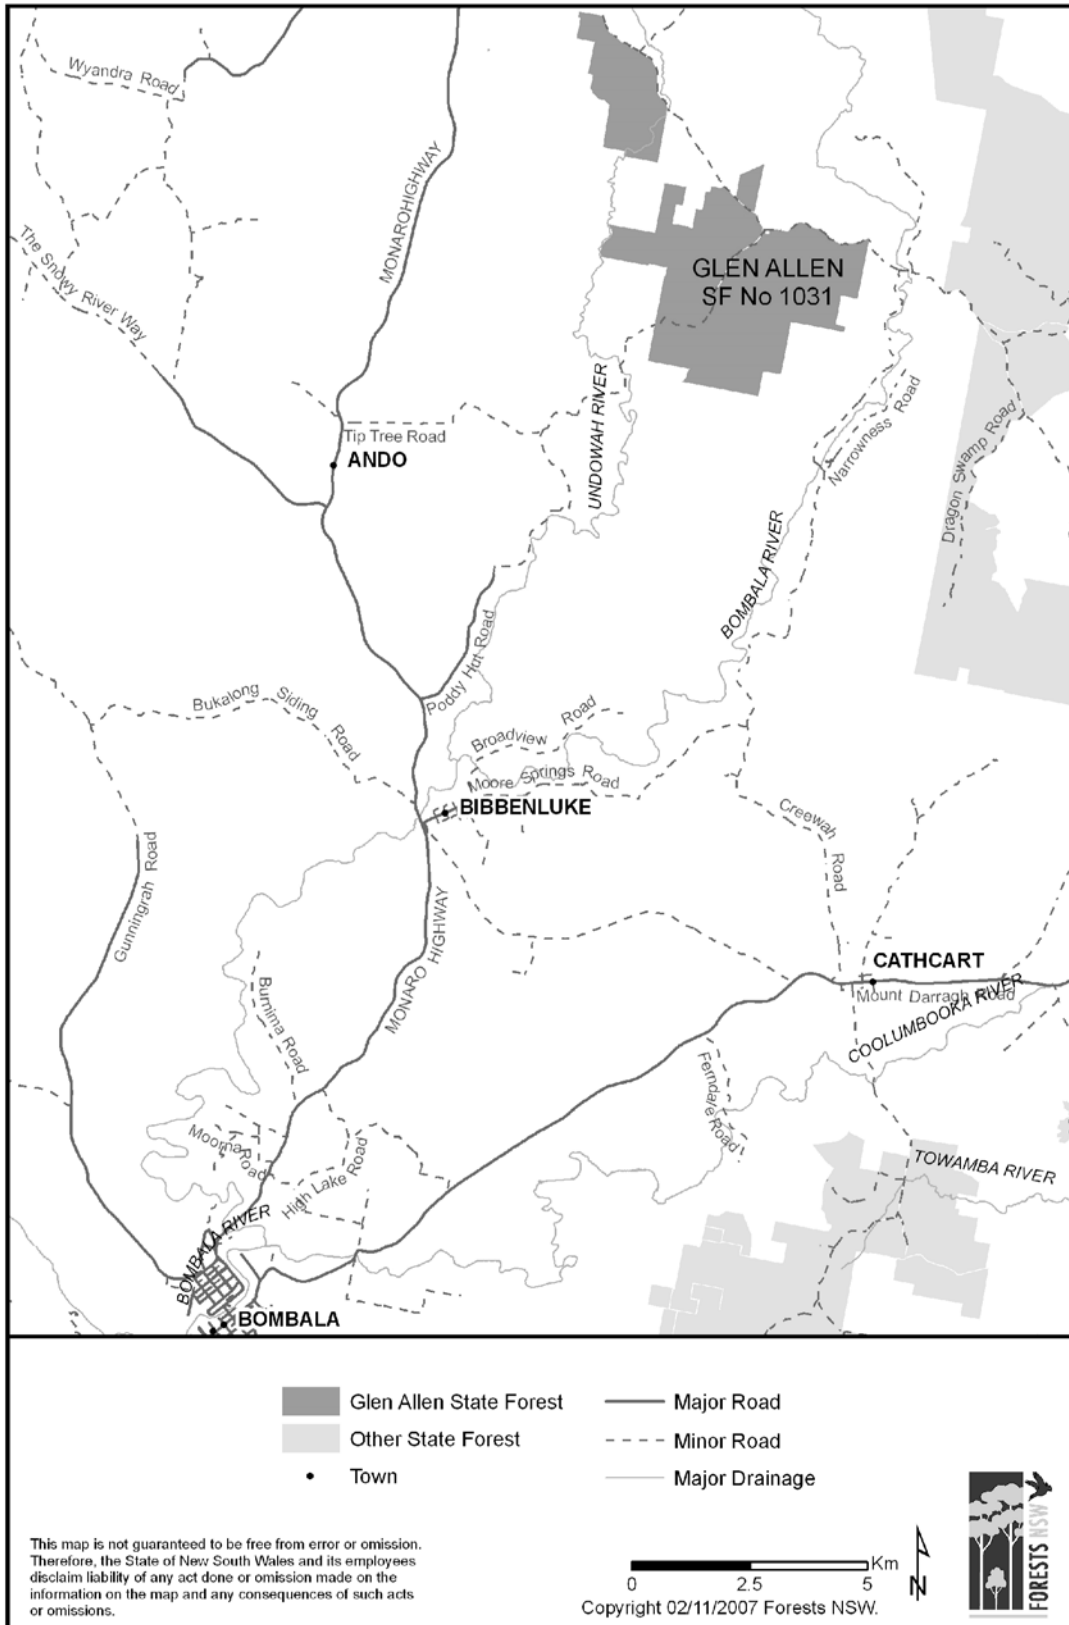 Wyandra Road
MONAROHIGHWAY
The Snowy River Way
GLEN ALLEN
SF No 1031
UNDOWAH RIVER
Narrowness Road
Dragon Swamp Road
Tip Tree Road
ANDO
BOMBALA RIVER
Poddy Hut Road
Bukalong Siding Road
Broadview Road
Moore Springs Road
BIBBENLUKE
Creewah Road
Gunningrah Road
MONARO HIGHWAY
CATHCART
Mount Darragh Road
COOLUMBOOKA RIVER
Burnima Road
Ferndale Road
Moorna Road
High Lake Road
TOWAMBA RIVER
BOMBALA RIVER
BOMBALA
Glen Allen State Forest
Other State Forest
Town
Major Road
Minor Road
Major Drainage
This map is not guaranteed to be free from error or omission.
Therefore, the State of New South Wales and its employees
disclaim liability of any act done or omission made on the
information on the map and any consequences of such acts
or omissions.
Km
0 2.5 5
N
Copyright 02/11/2007 Forests NSW.
FORESTS NSW